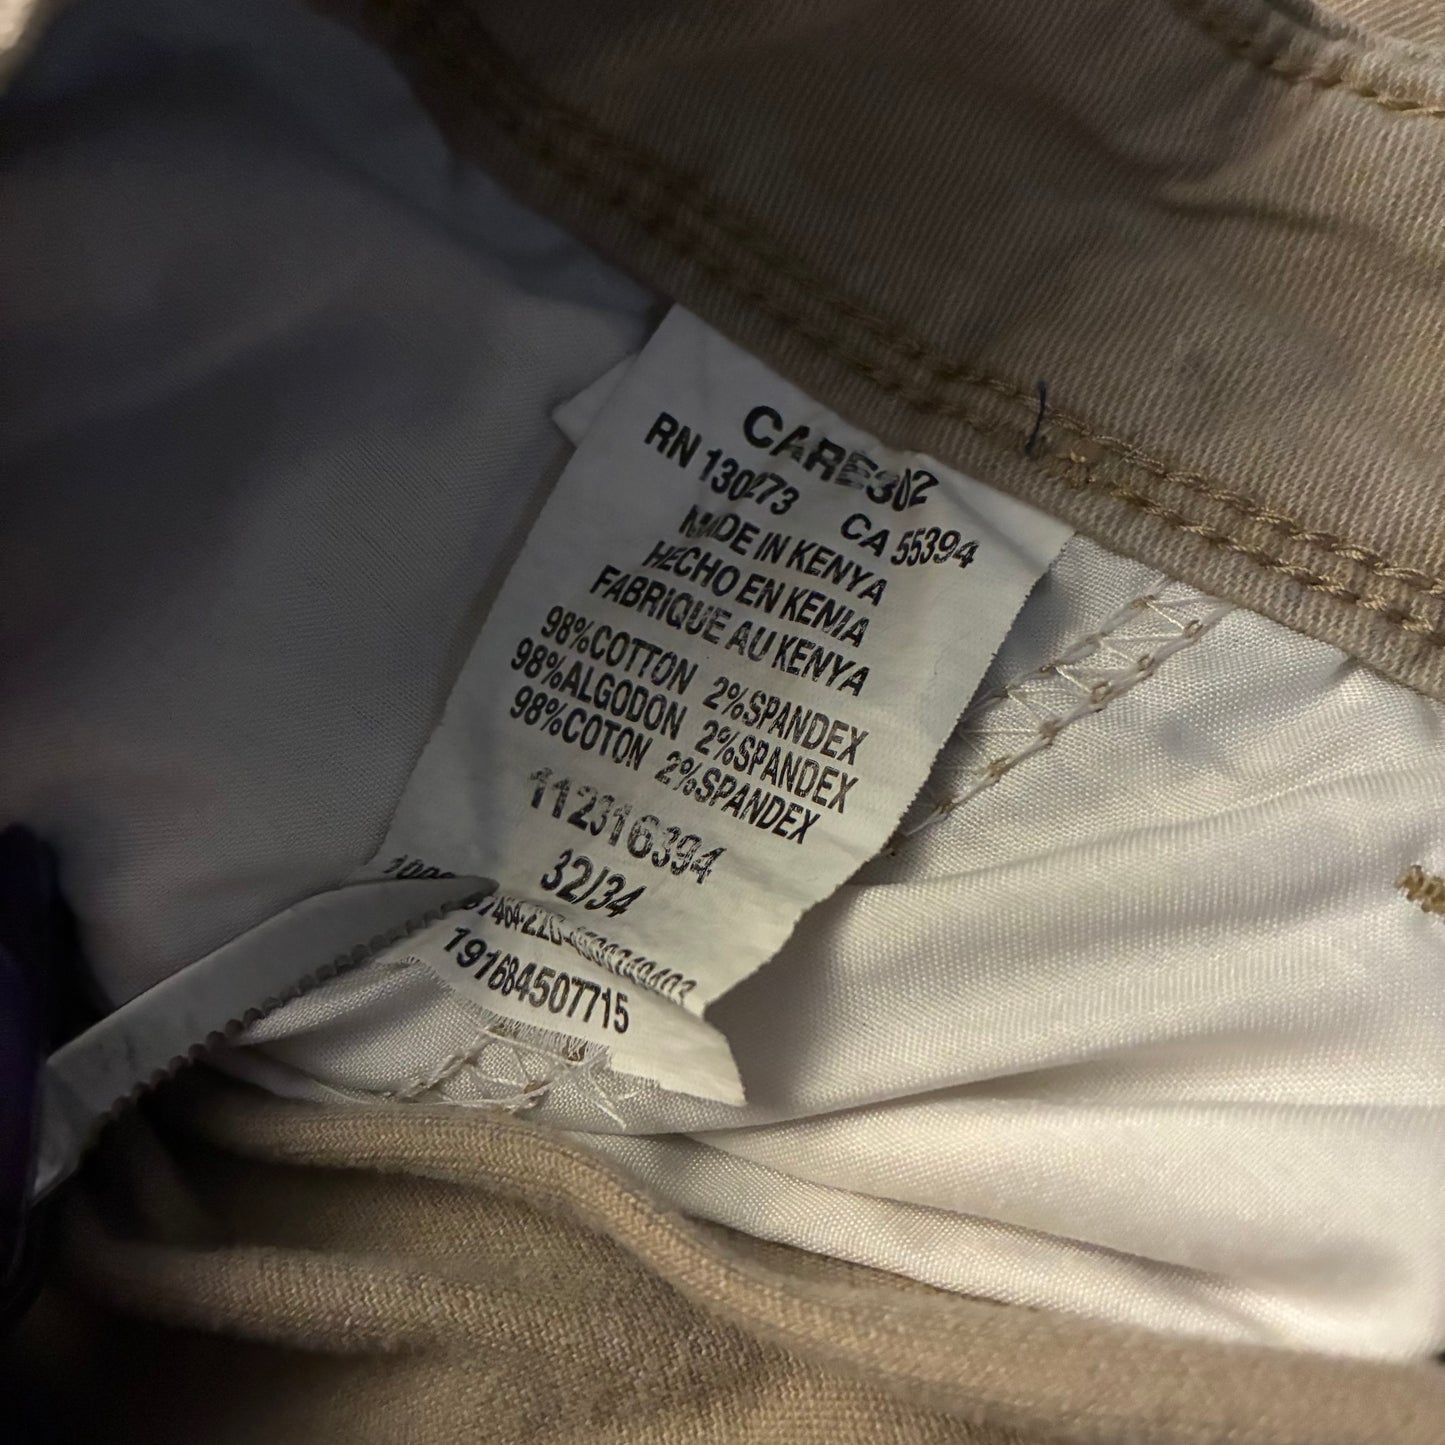 CARE302
RN 130273 CA 55394
MADE IN KENYA
HECHO EN KENIA
FABRIQUE AU KENYA
98%COTTON 2%SPANDEX
98%ALGODON 2%SPANDEX
98%COTON 2%SPANDEX
112316394
32/34
191684507715